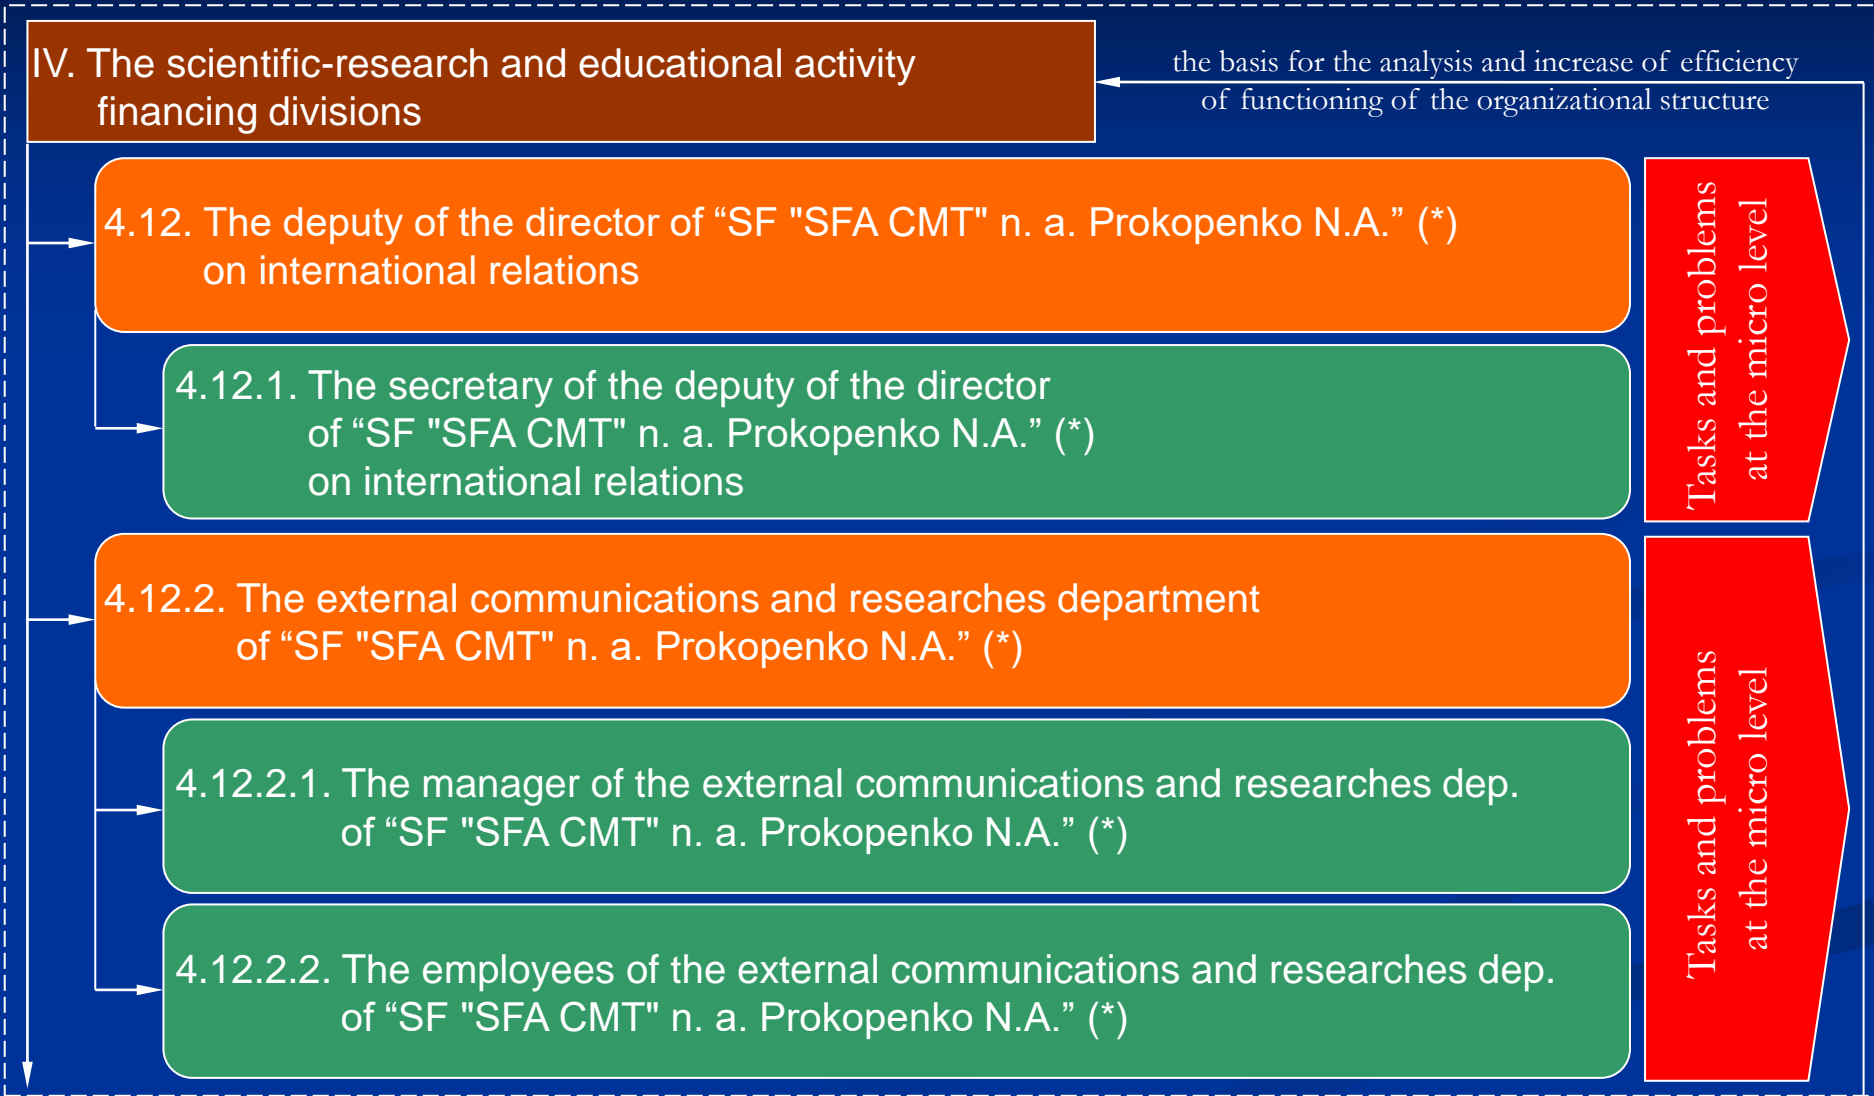 IV. The scientific-research and educational activity
financing divisions
the basis for the analysis and increase of efficiency
of functioning of the organizational structure
4.12. The deputy of the director of “SF "SFA CMT" n. a. Prokopenko N.A.” (*)
on international relations
4.12.1. The secretary of the deputy of the director
of “SF "SFA CMT" n. a. Prokopenko N.A.” (*)
on international relations
Tasks and problems
at the micro level
4.12.2. The external communications and researches department
of “SF "SFA CMT" n. a. Prokopenko N.A.” (*)
4.12.2.1. The manager of the external communications and researches dep.
of “SF "SFA CMT" n. a. Prokopenko N.A.” (*)
4.12.2.2. The employees of the external communications and researches dep.
of “SF "SFA CMT" n. a. Prokopenko N.A.” (*)
Tasks and problems
at the micro level